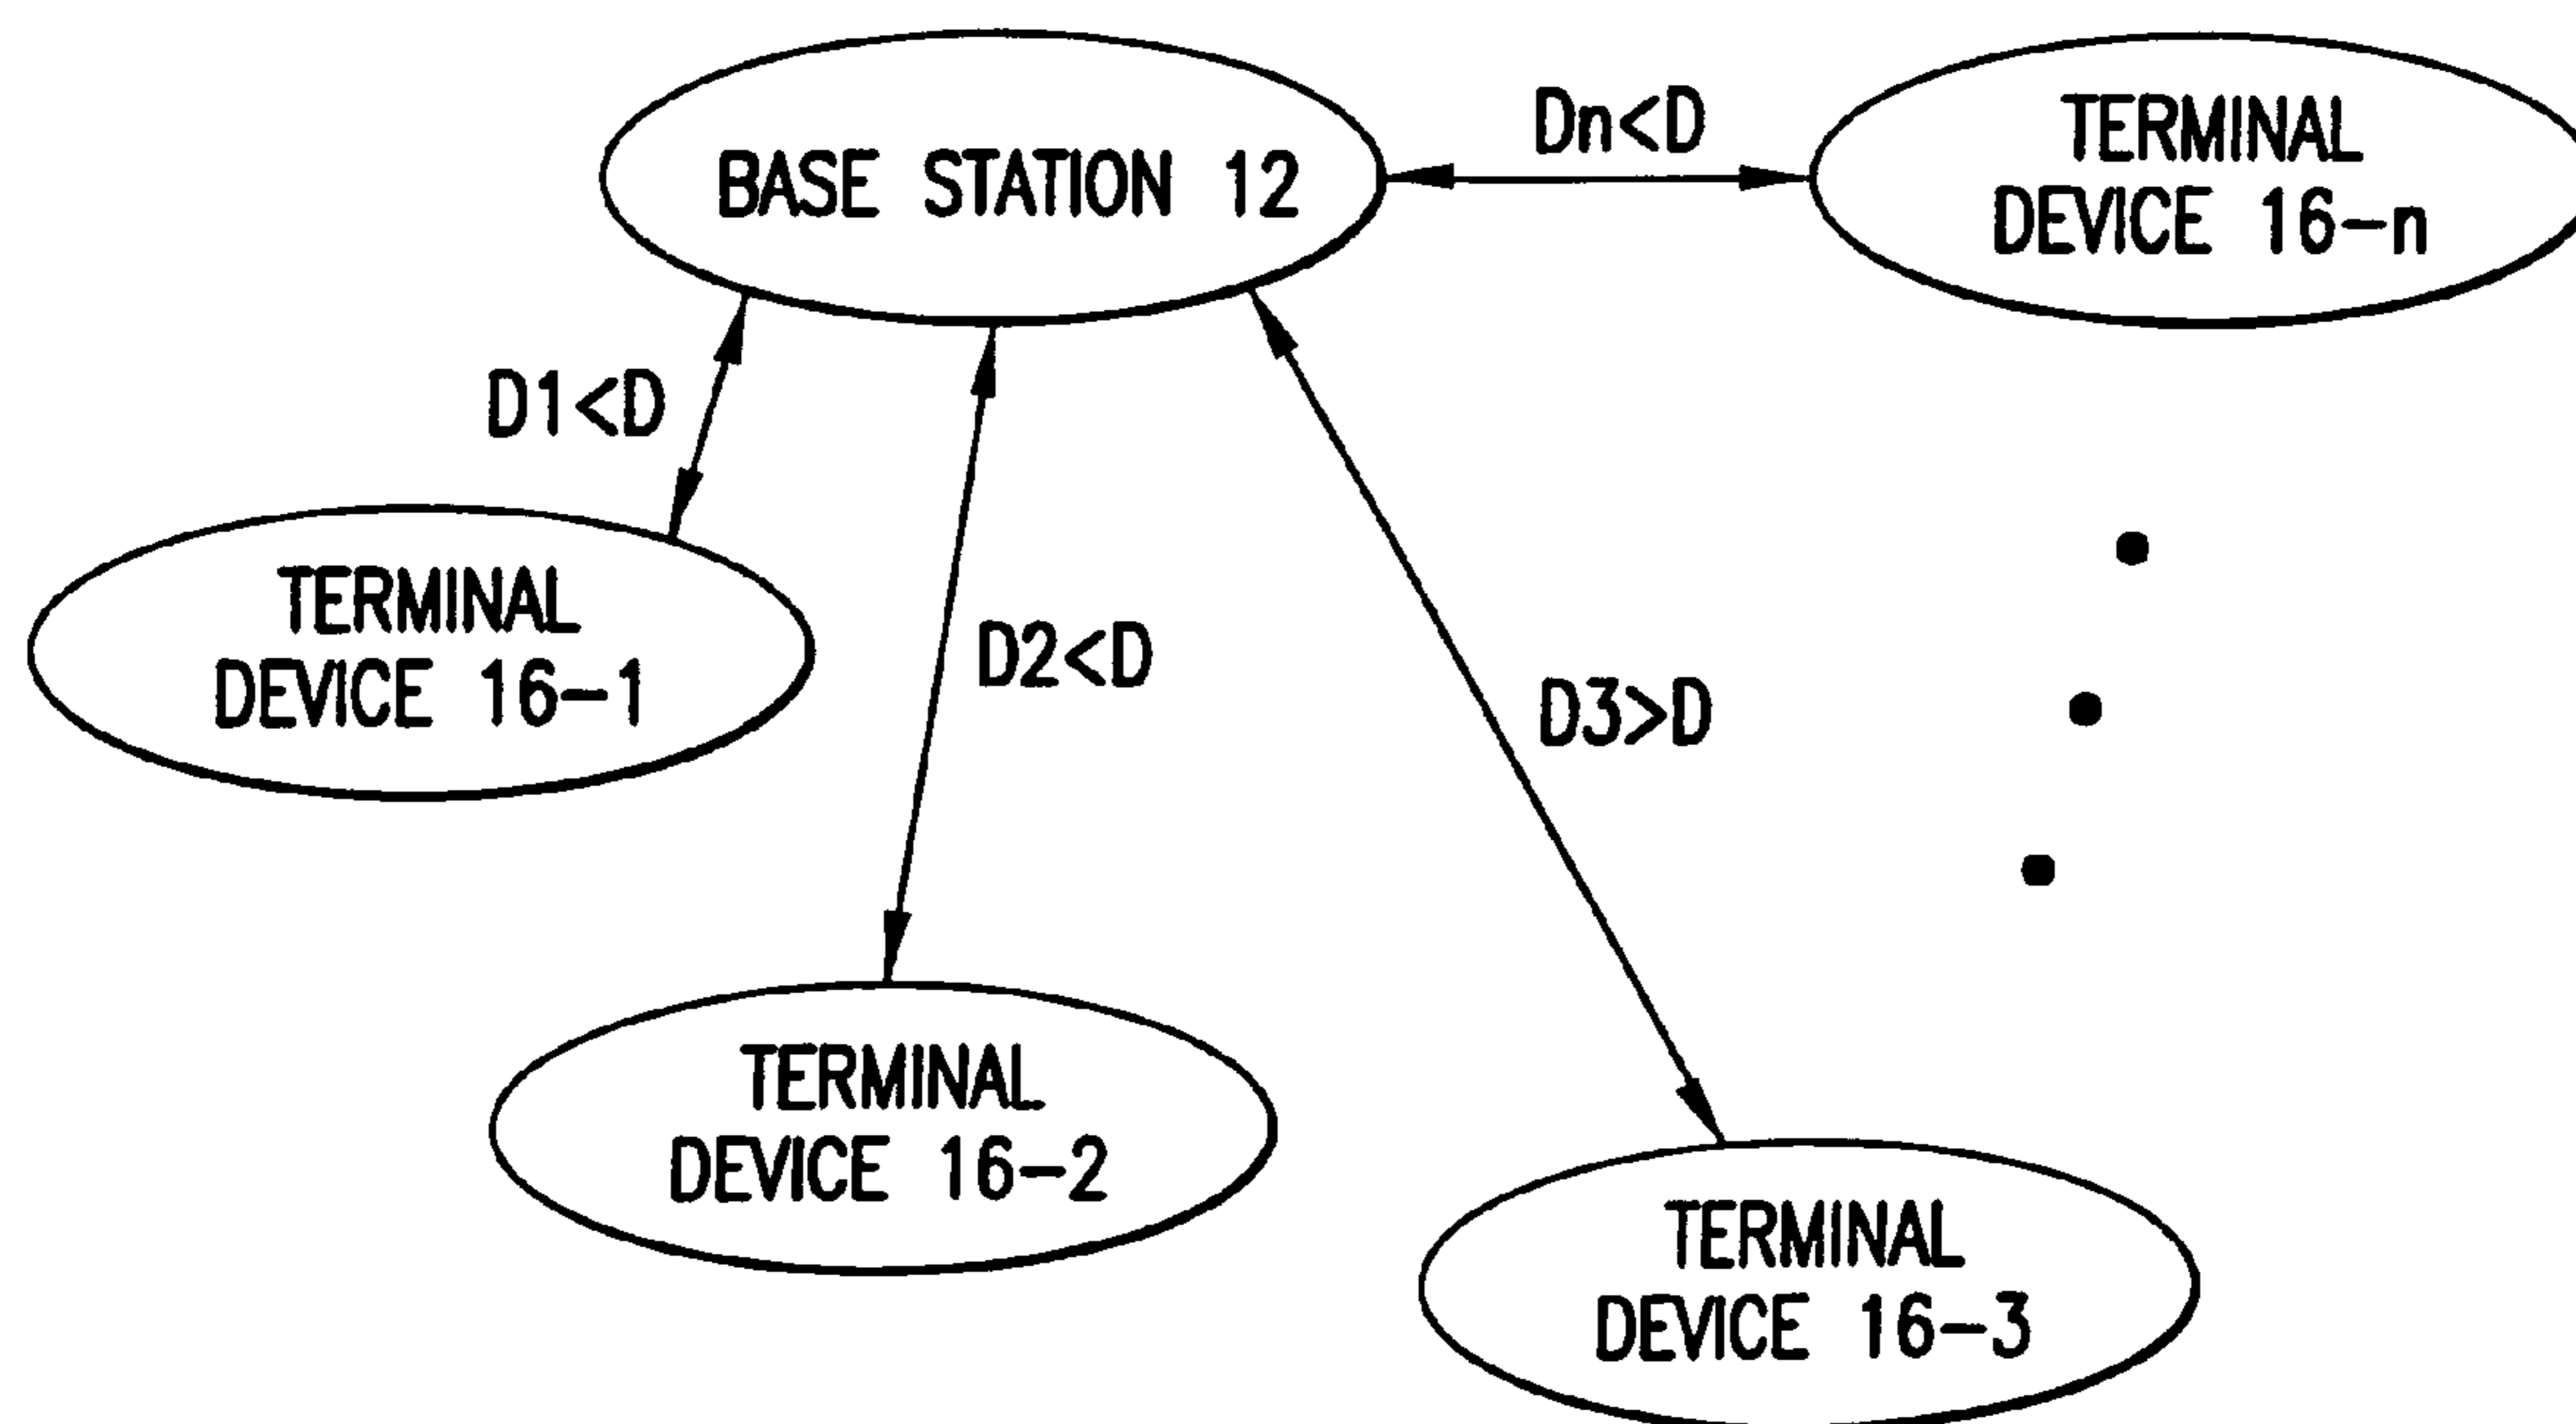 BASE STATION 12
Dn<D
TERMINAL
DEVICE 16-n
D1<D
TERMINAL
DEVICE 16-1
D2<D
D3>D
TERMINAL
DEVICE 16-2
TERMINAL
DEVICE 16-3